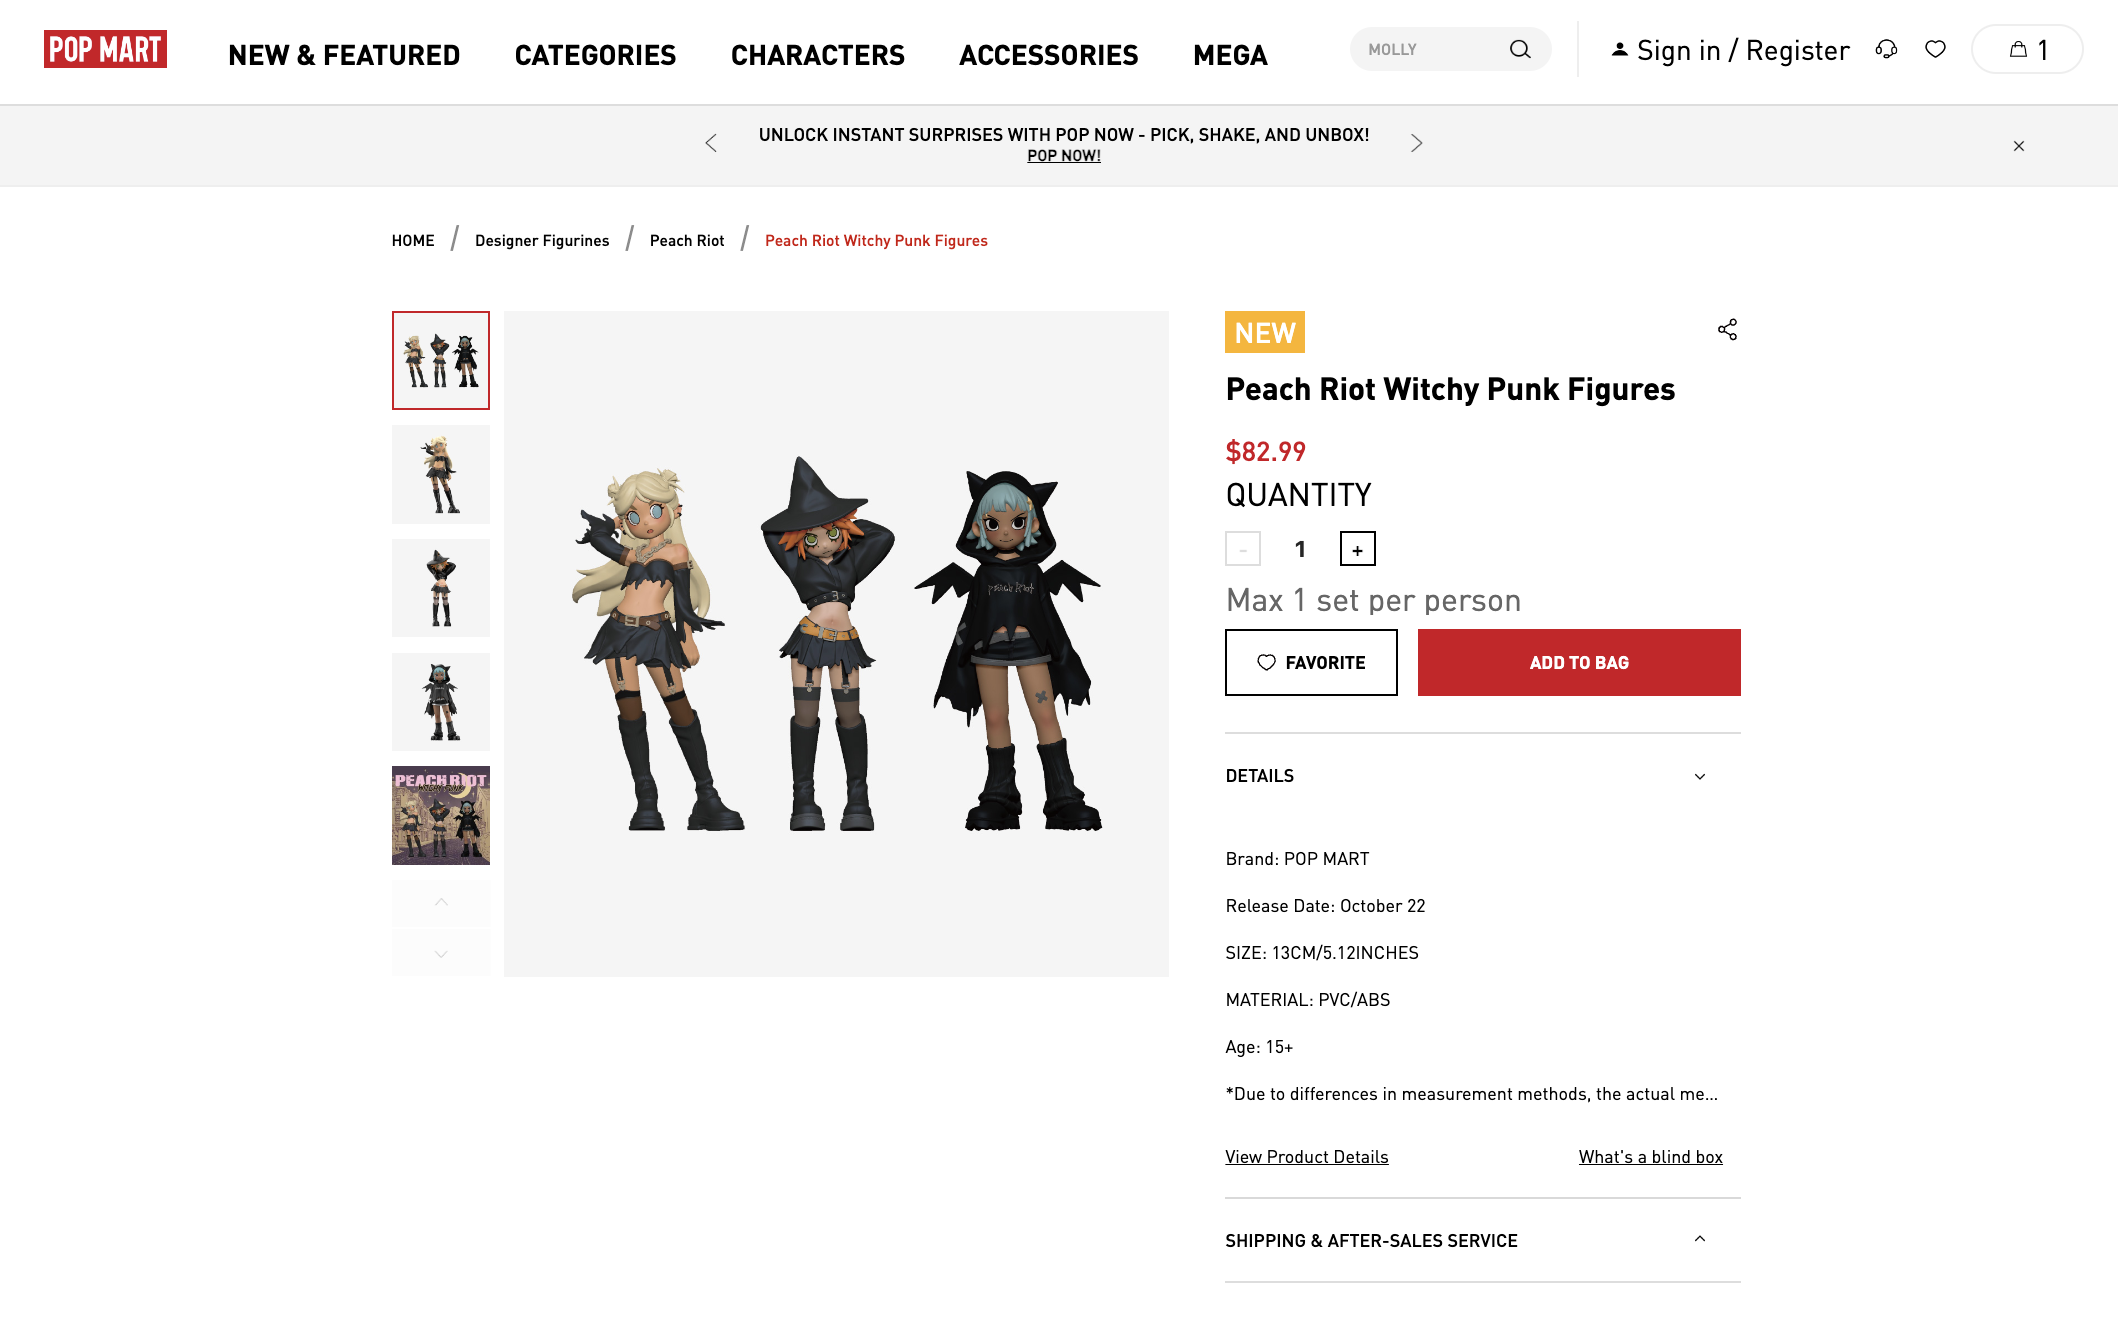 POP MART
NEW & FEATURED
CATEGORIES
CHARACTERS
ACCESSORIES
MEGA
MOLLY
Sign in / Register
1
UNLOCK INSTANT SURPRISES WITH POP NOW - PICK, SHAKE, AND UNBOX!
POP NOW!
HOME / Designer Figurines / Peach Riot / Peach Riot Witchy Punk Figures
PEACH RIOT
WITCHY PUNK
Peach Riot
NEW
Peach Riot Witchy Punk Figures
$82.99
QUANTITY
- 1 +
Max 1 set per person
FAVORITE
ADD TO BAG
DETAILS
Brand: POP MART
Release Date: October 22
SIZE: 13CM/5.12INCHES
MATERIAL: PVC/ABS
Age: 15+
*Due to differences in measurement methods, the actual me...
View Product Details
What's a blind box
SHIPPING & AFTER-SALES SERVICE